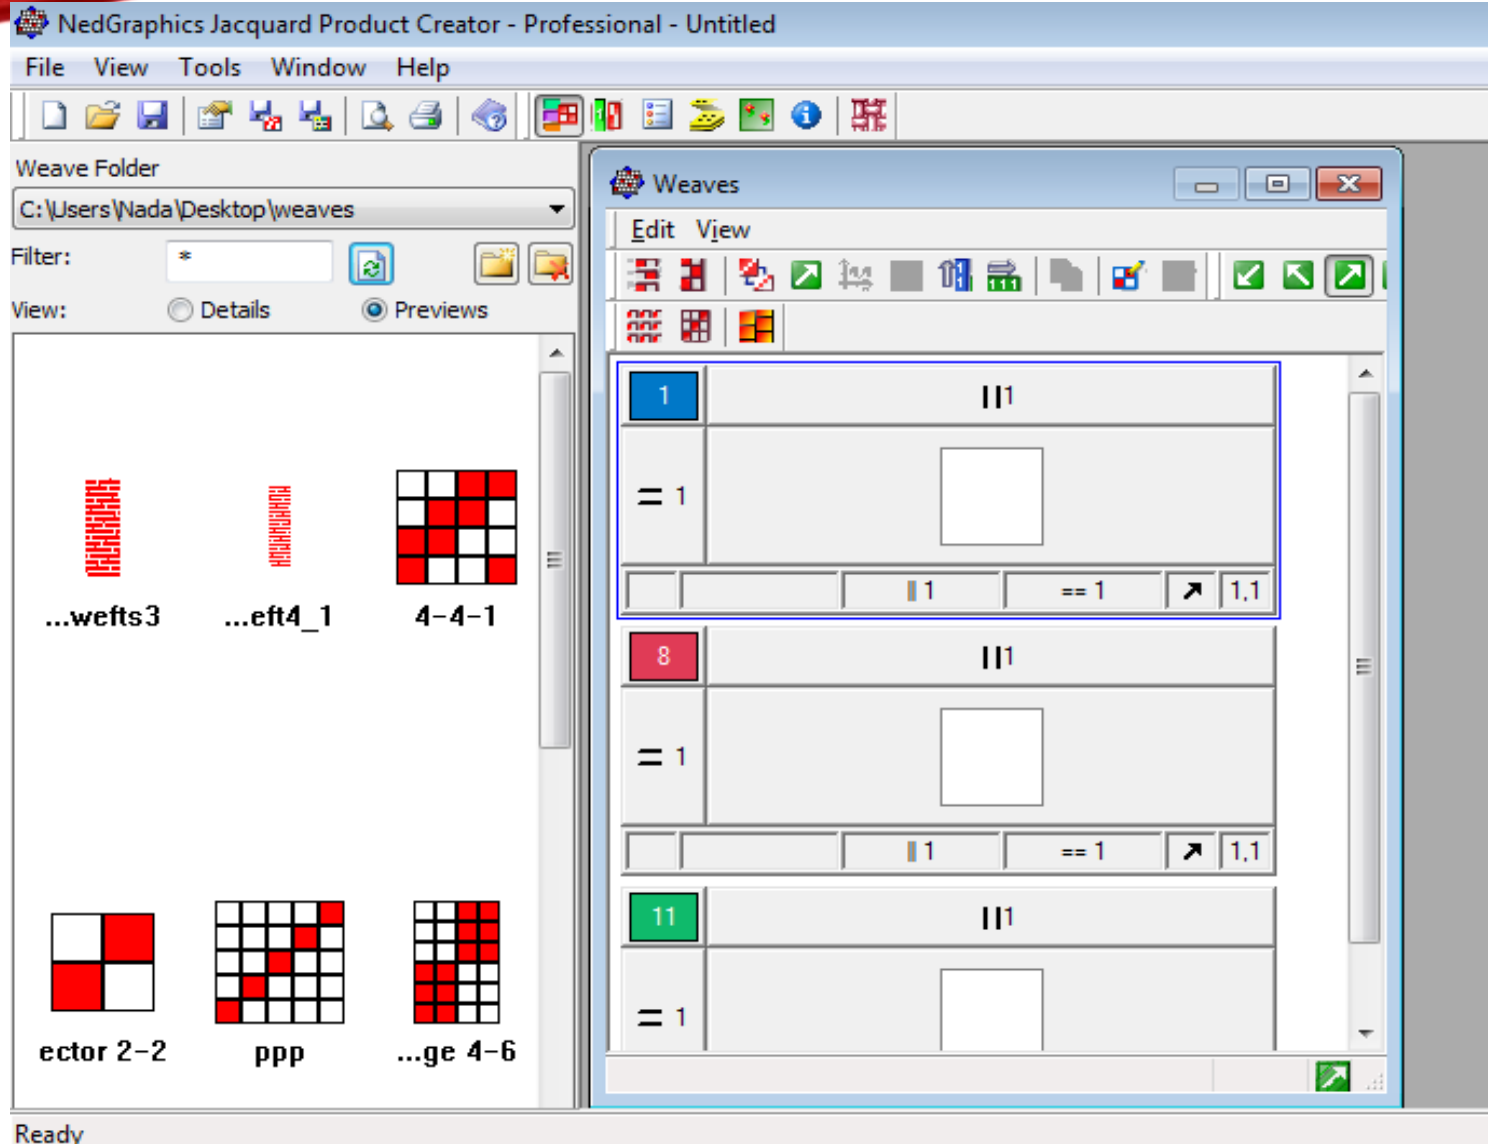 NedGraphics Jacquard Product Creator - Professional - Untitled
File View Tools Window Help
Weave Folder
C:\Users\Nada\Desktop\weaves
Filter: *
View: Details Previews
...wefts3 ...eft4_1 4-4-1
ector 2-2 ppp ...ge 4-6
Weaves
Edit View
1 1
1
1 == 1 1,1
8 1
1
1 == 1 1,1
11 1
1
Ready